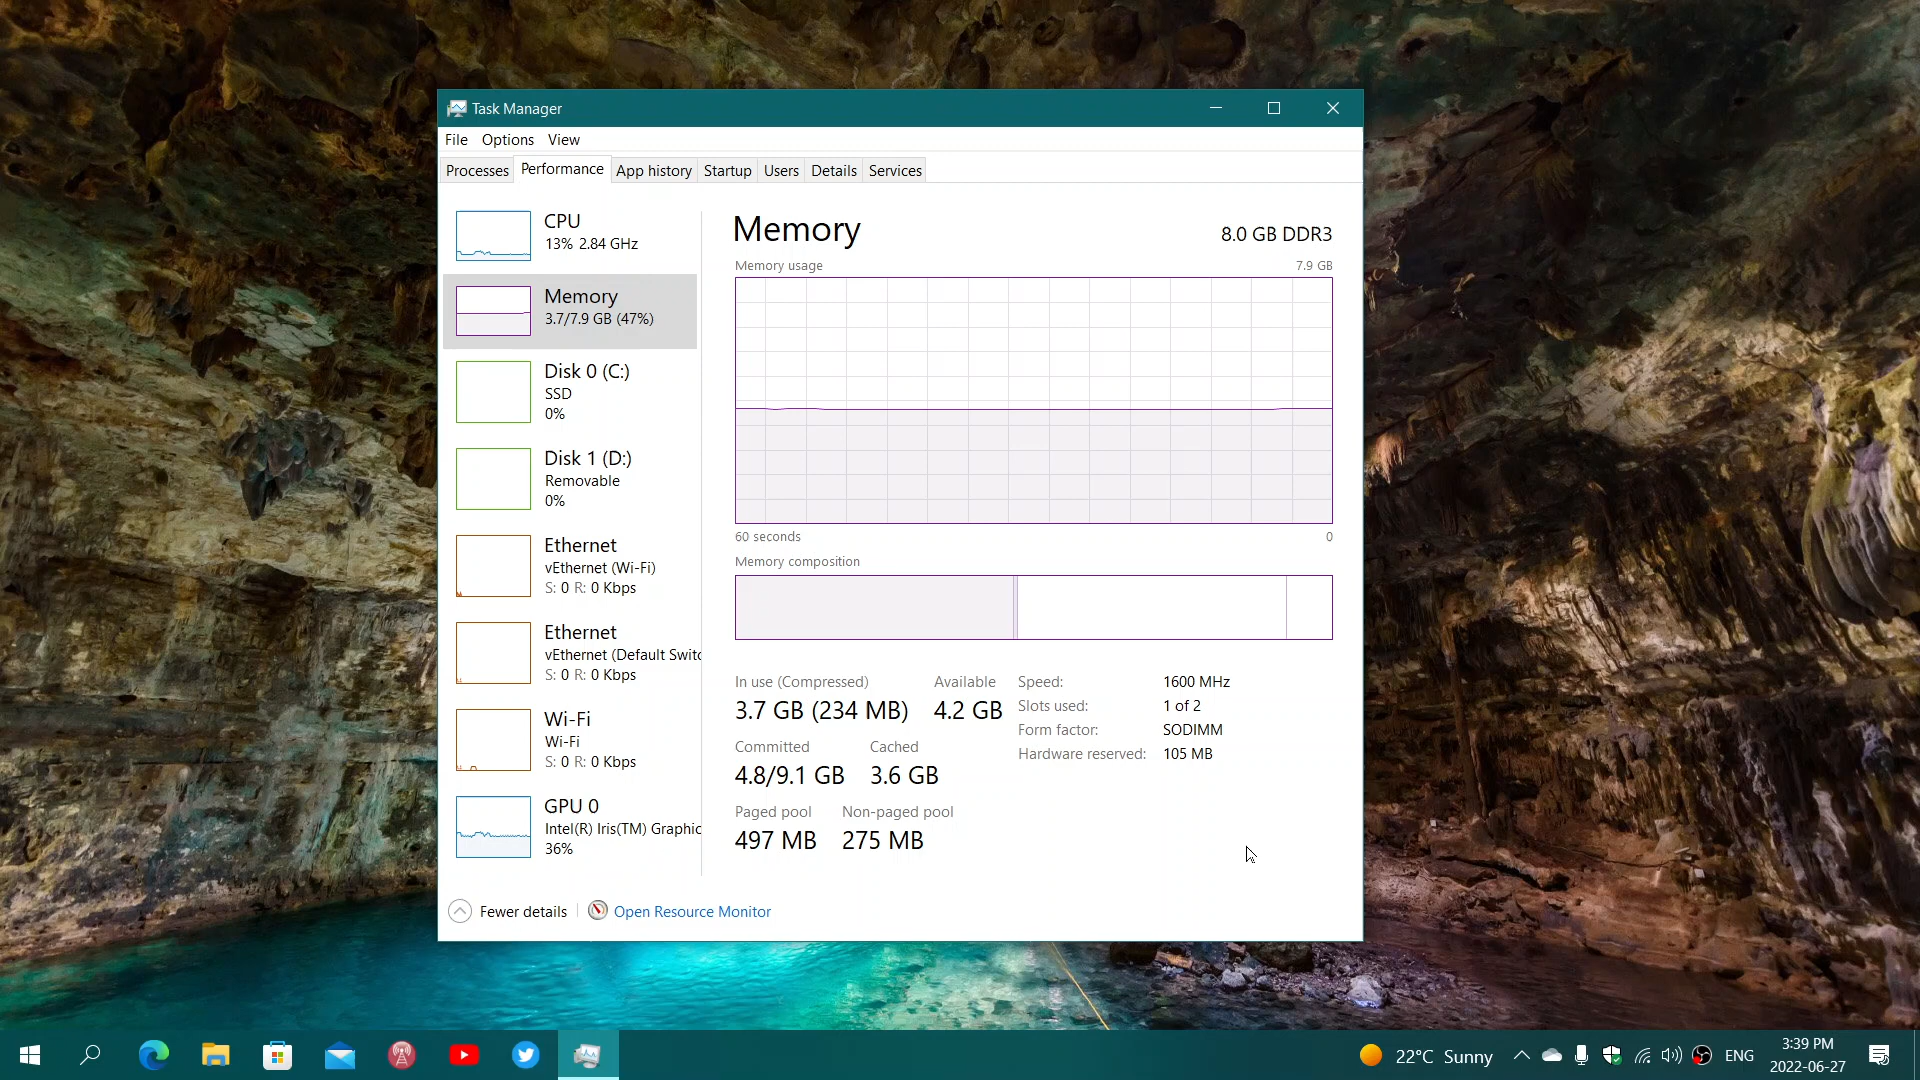 Task Manager
File Options View
Processes Performance App history Startup Users Details Services
CPU
13% 2.84 GHz
Memory
3.7/7.9 GB (47%)
Disk 0 (C:)
SSD
0%
Disk 1 (D:)
Removable
0%
Ethernet
vEthernet (Wi-Fi)
S: 0 R: 0 Kbps
Ethernet
vEthernet (Default Switc
S: 0 R: 0 Kbps
Wi-Fi
Wi-Fi
S: 0 R: 0 Kbps
GPU 0
Intel(R) Iris(TM) Graphic
36%
Memory 8.0 GB DDR3
Memory usage 7.9 GB
60 seconds 0
Memory composition
In use (Compressed) Available
3.7 GB (234 MB) 4.2 GB
Committed Cached
4.8/9.1 GB 3.6 GB
Paged pool Non-paged pool
497 MB 275 MB
Speed: 1600 MHz
Slots used: 1 of 2
Form factor: SODIMM
Hardware reserved: 105 MB
Fewer details Open Resource Monitor
22°C Sunny ENG
3:39 PM
2022-06-27